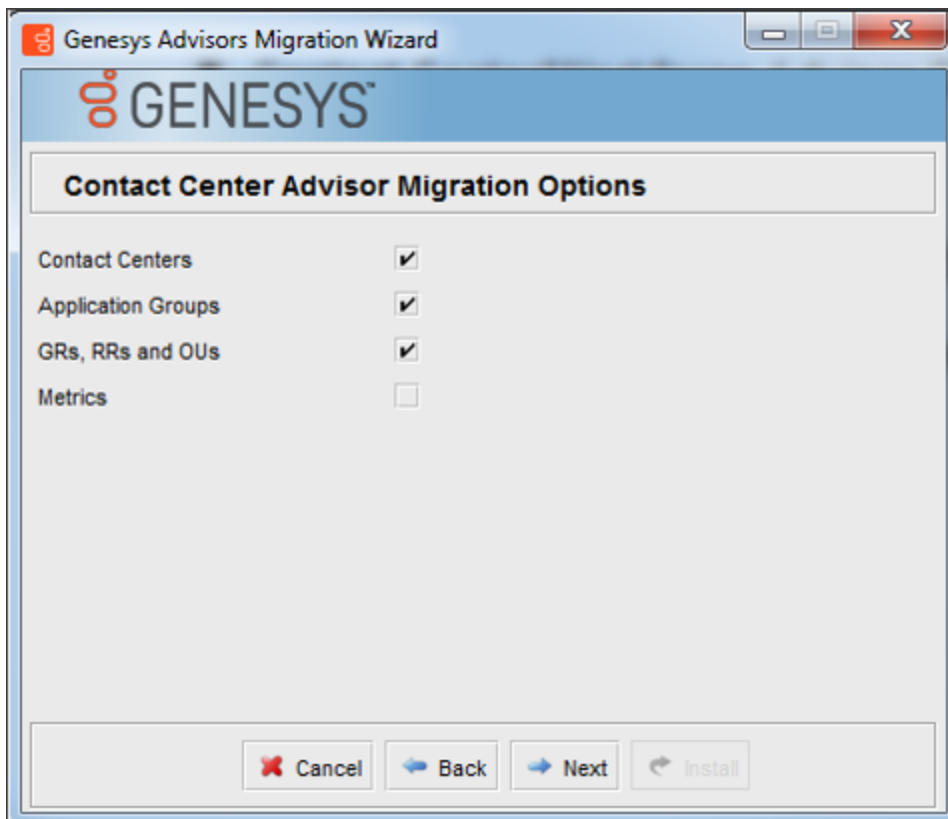 Genesys Advisors Migration Wizard
GENESYS™
Contact Center Advisor Migration Options
Contact Centers
Application Groups
GRs, RRs and OUs
Metrics
Cancel Back Next Install